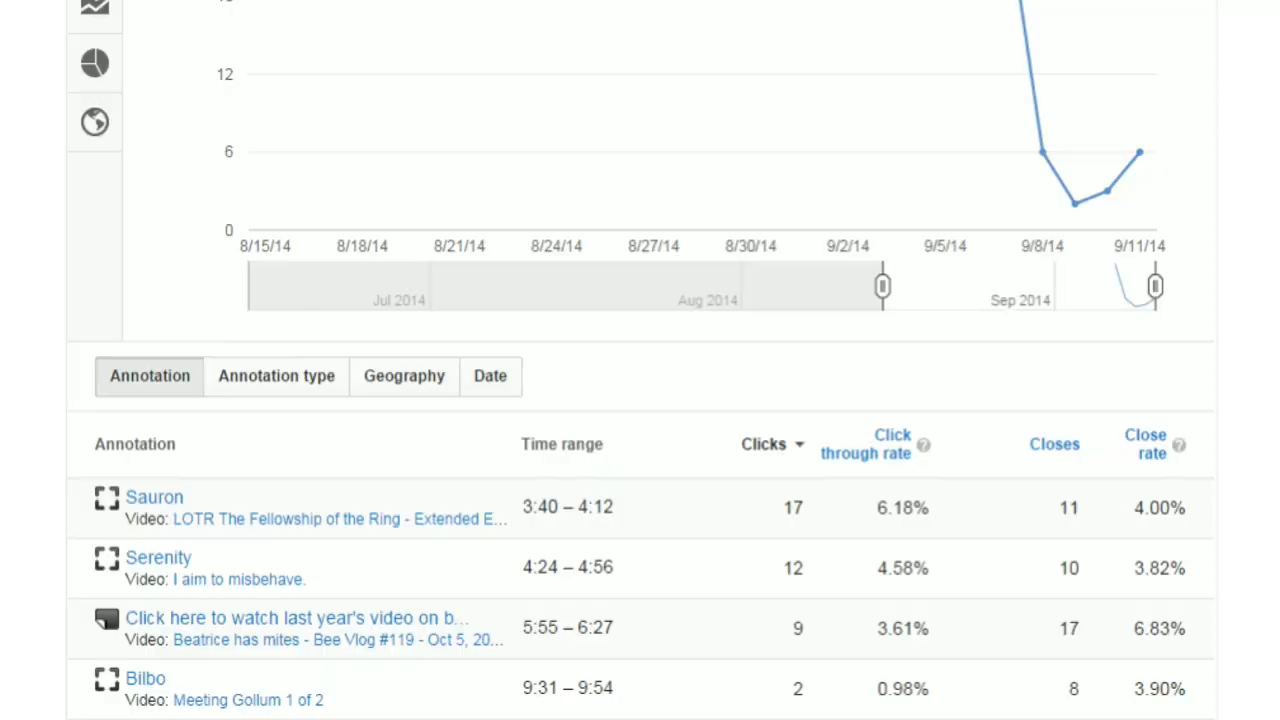 12
6
0
8/15/14 8/18/14 8/21/14 8/24/14 8/27/14 8/30/14 9/2/14 9/5/14 9/8/14 9/11/14
Jul 2014 Aug 2014 Sep 2014
Annotation Annotation type Geography Date
Annotation Time range Clicks Click through rate ? Closes Close rate ?
Sauron
Video: LOTR The Fellowship of the Ring - Extended E...
3:40 – 4:12 17 6.18% 11 4.00%
Serenity
Video: I aim to misbehave.
4:24 – 4:56 12 4.58% 10 3.82%
Click here to watch last year's video on b...
Video: Beatrice has mites - Bee Vlog #119 - Oct 5, 20...
5:55 – 6:27 9 3.61% 17 6.83%
Bilbo
Video: Meeting Gollum 1 of 2
9:31 – 9:54 2 0.98% 8 3.90%